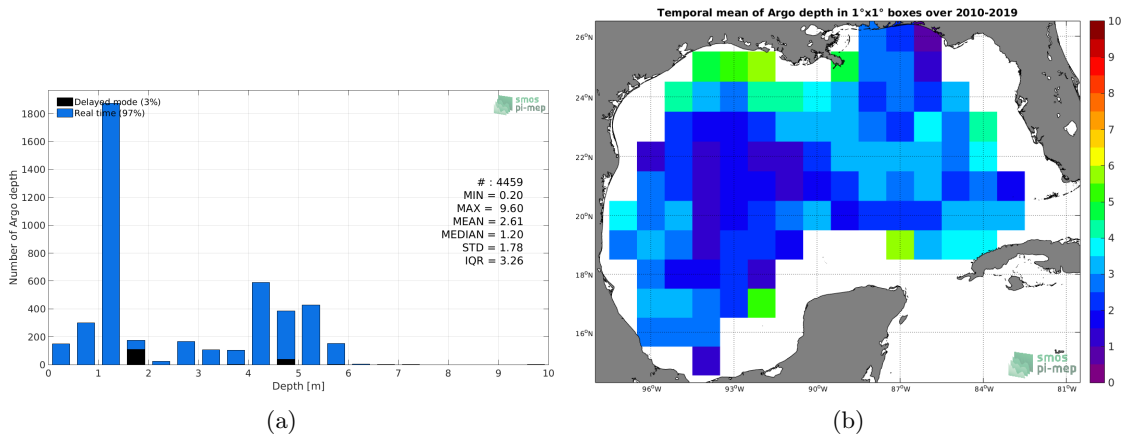 Temporal mean of Argo depth in 1°x1° boxes over 2010-2019
Delayed mode (3%)
Real time (97%)
smos
pi-mep
# : 4459
MIN = 0.20
MAX = 9.60
MEAN = 2.61
MEDIAN = 1.20
STD = 1.78
IQR = 3.26
Number of Argo depth
1800
1600
1400
1200
1000
800
600
400
200
0
0 1 2 3 4 5 6 7 8 9 10
Depth [m]
(a)
26°N
24°N
22°N
20°N
18°N
16°N
96°W 93°W 90°W 87°W 84°W 81°W
10
9
8
7
6
5
4
3
2
1
0
smos
pi-mep
(b)